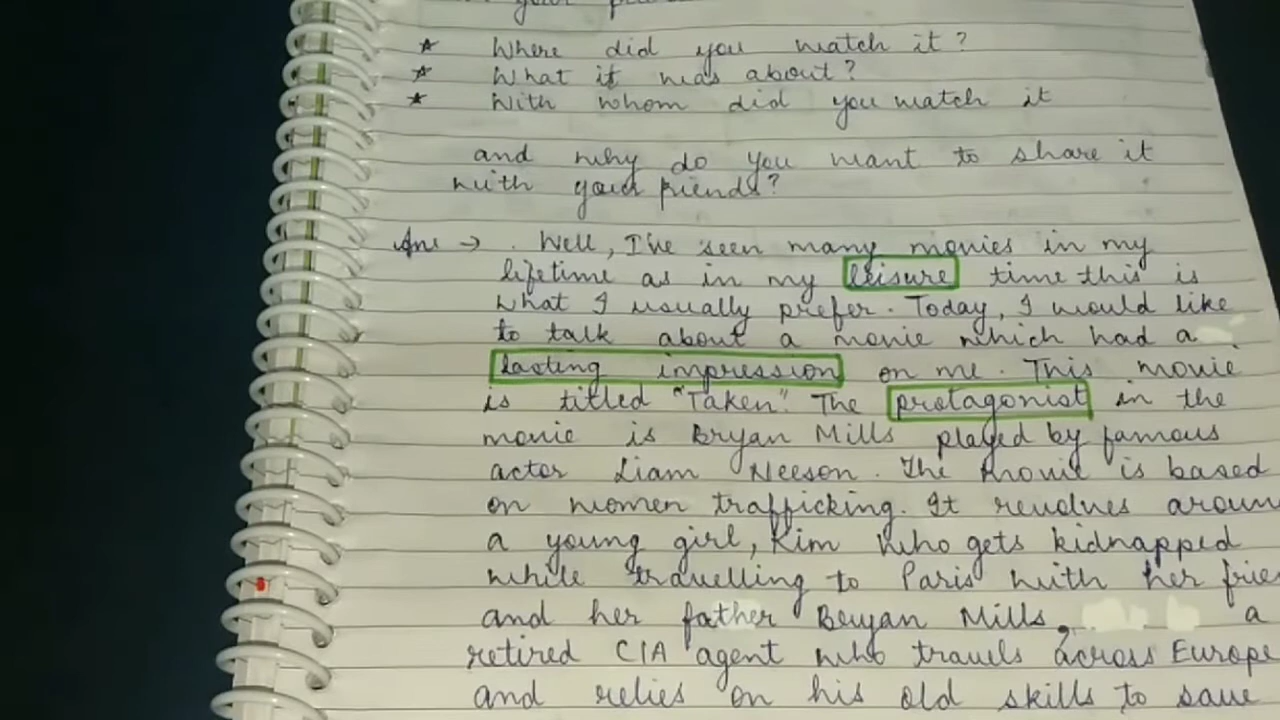 ★ Where did you watch it?
★ What it was about?
★ With whom did you watch it
and why do you want to share it
with your friends?
Ans → . Well, I've seen many movies in my
lifetime as in my leisure time this is
what I usually prefer. Today, I would like
to talk about a movie which had a
lasting impression on me. This movie
is titled "Taken". The protagonist in the
movie is Bryan Mills played by famous
actor Liam Neeson. The movie is based
on women trafficking. It revolves aroun
a young girl, Kim who gets kidnapped
while travelling to Paris with her frie
and her father Bryan Mills, a
retired CIA agent who travels across Europe
and relies on his old skills to save